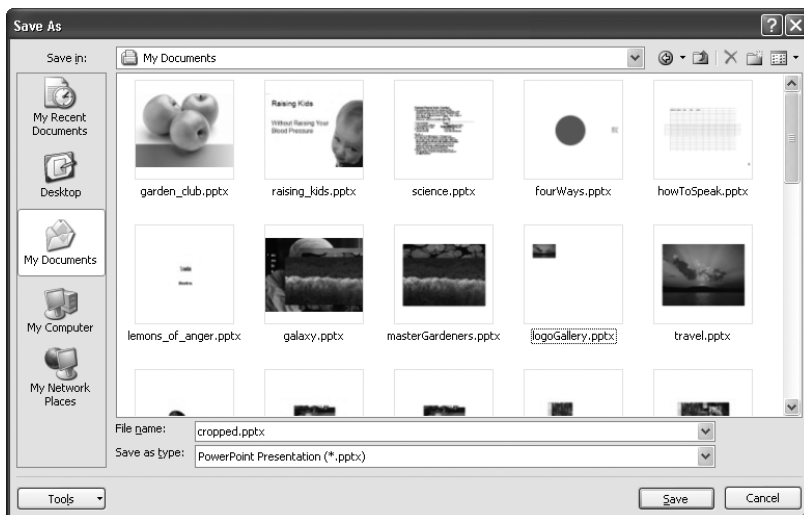 Save As
Save in:
My Documents
My Recent
Documents
Desktop
My Documents
My Computer
My Network
Places
Raising Kids
Without Raising Your
Blood Pressure
garden_club.pptx
raising_kids.pptx
science.pptx
fourWays.pptx
howToSpeak.pptx
lemons_of_anger.pptx
galaxy.pptx
masterGardeners.pptx
logoGallery.pptx
travel.pptx
File name:
cropped.pptx
Save as type:
PowerPoint Presentation (*.pptx)
Tools
Save
Cancel